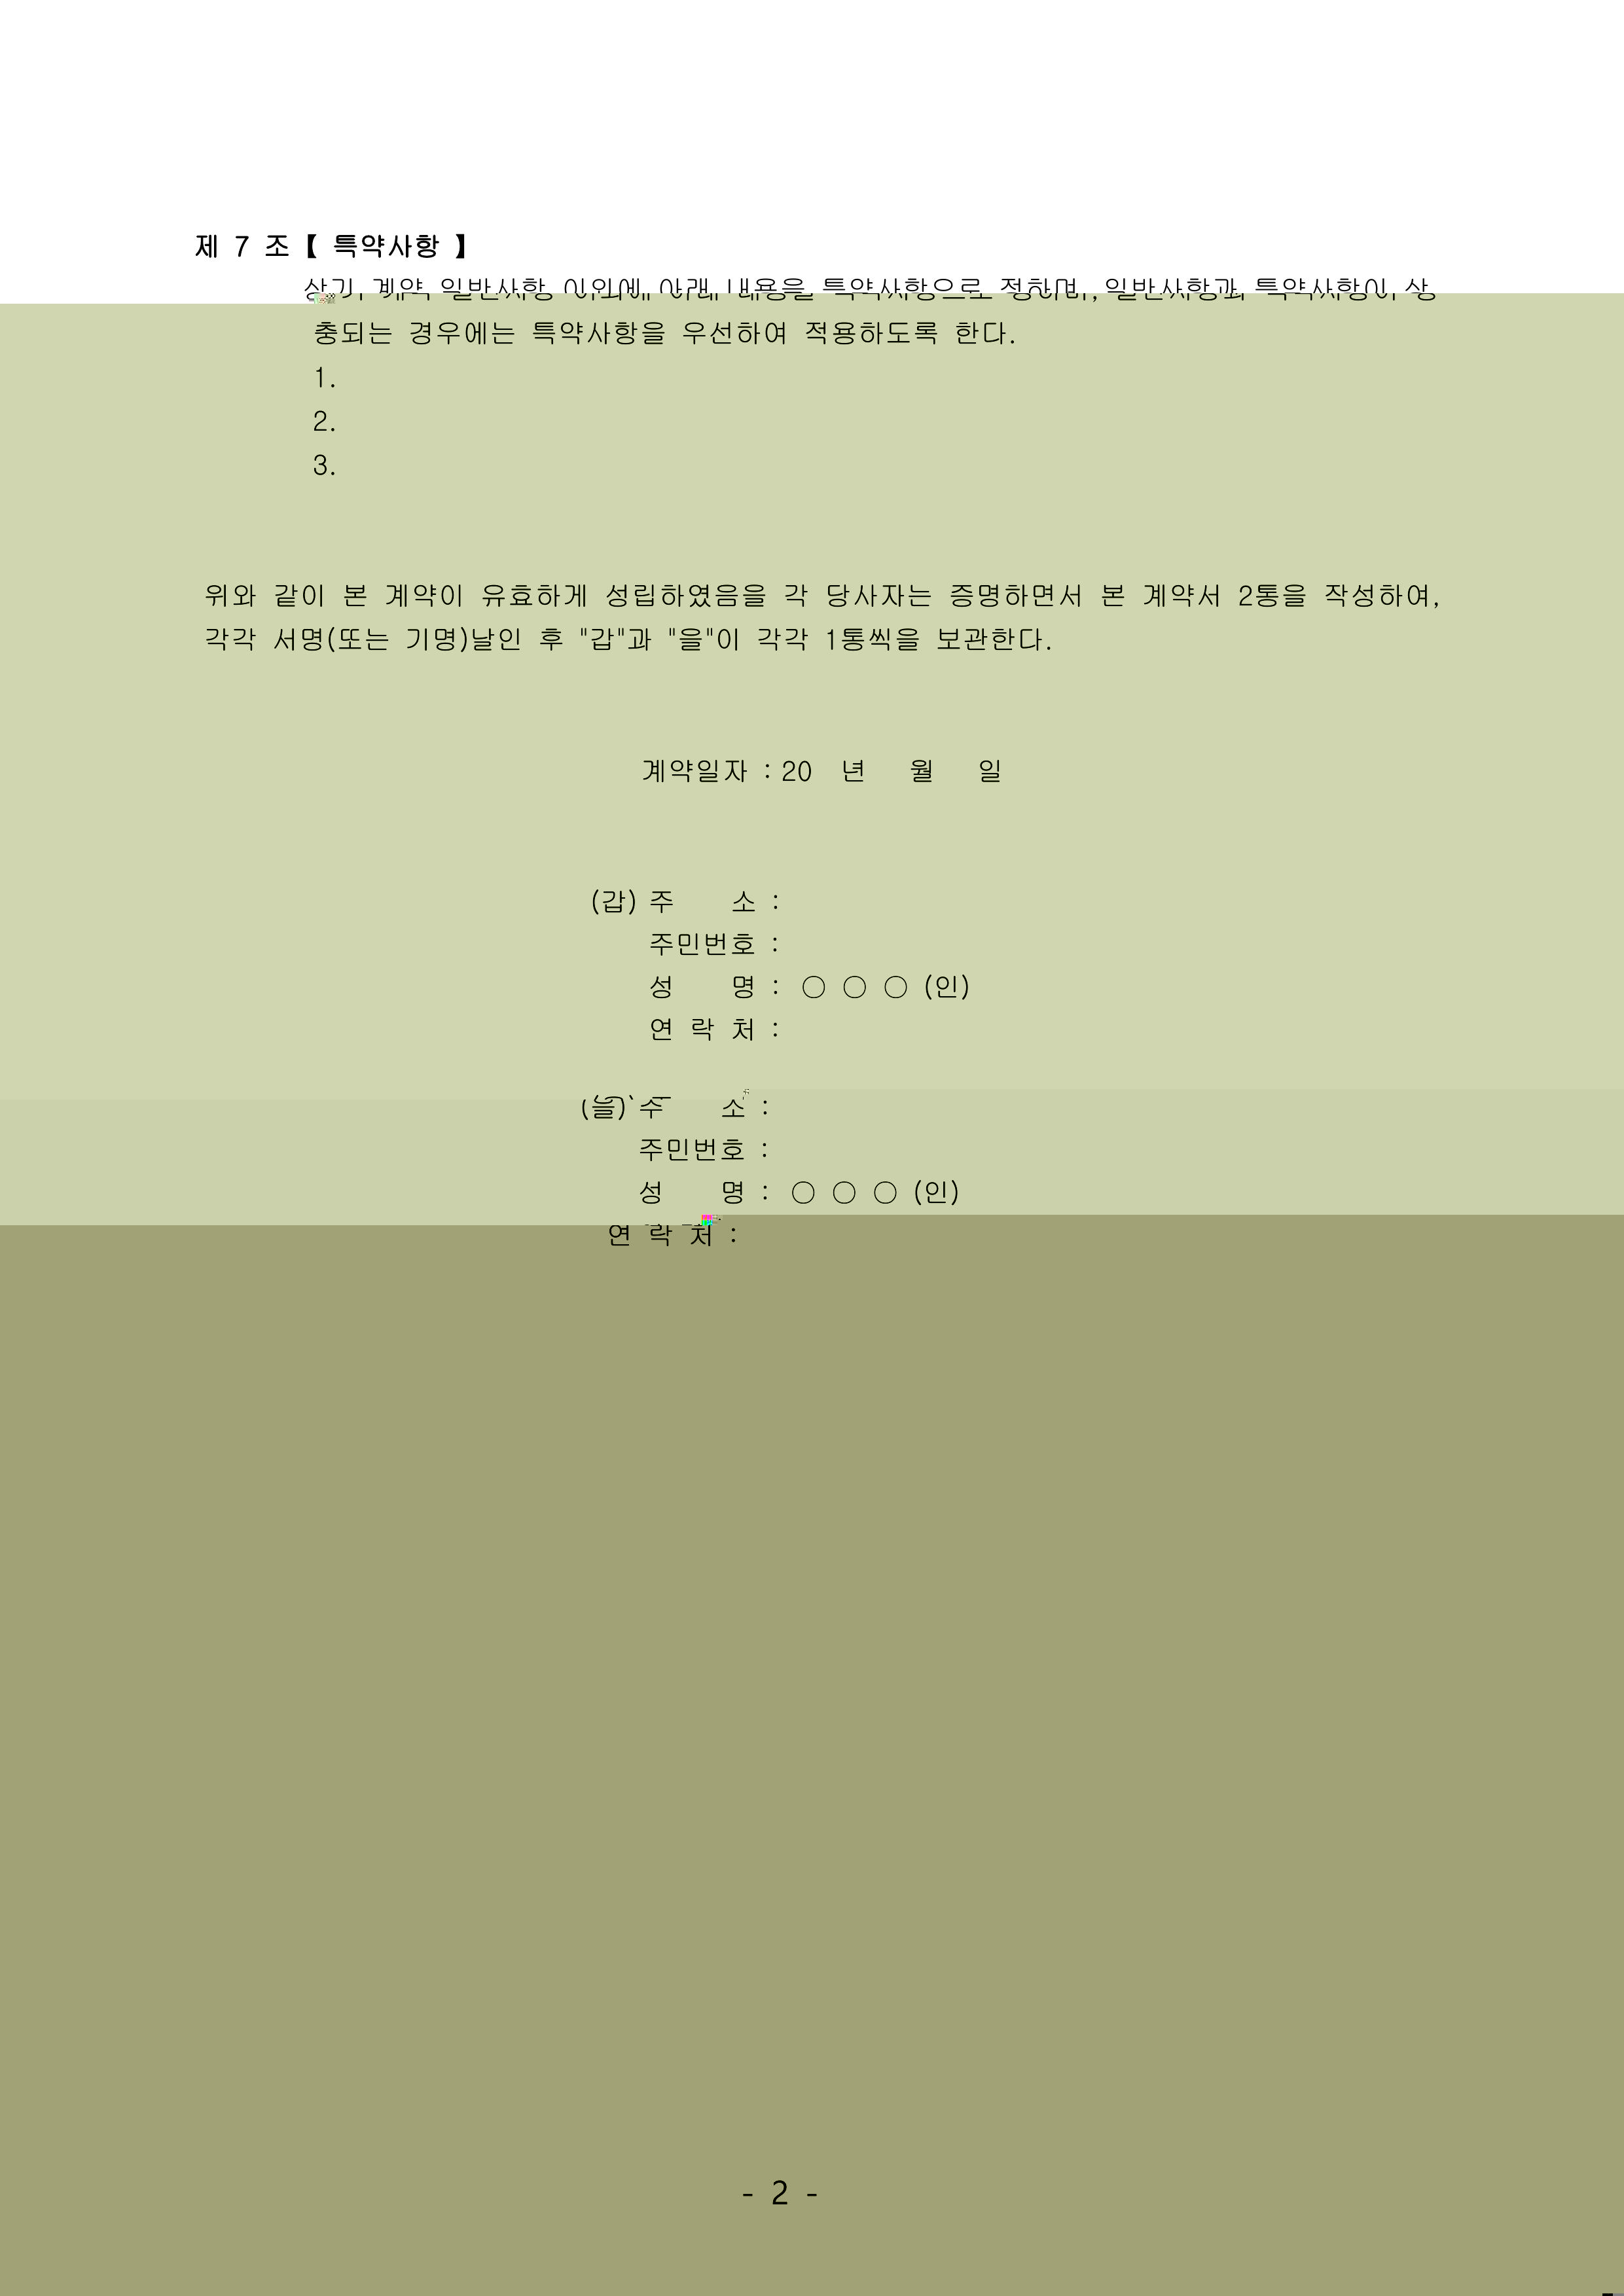 제 7 조 【 특약사항 】
상기 계약 일반사항 이외에 아래 내용을 특약사항으로 정하며, 일반사항과 특약사항이 상
충되는 경우에는 특약사항을 우선하여 적용하도록 한다.
1.
2.
3.
위와 같이 본 계약이 유효하게 성립하였음을 각 당사자는 증명하면서 본 계약서 2통을 작성하여,
각각 서명(또는 기명)날인 후 "갑"과 "을"이 각각 1통씩을 보관한다.
계약일자 : 20 년 월 일
(갑) 주 소 :
주민번호 :
성 명 : ○ ○ ○ (인)
연 락 처 :
(을) 주 소 :
주민번호 :
성 명 : ○ ○ ○ (인)
연 락 처 :
- 2 -